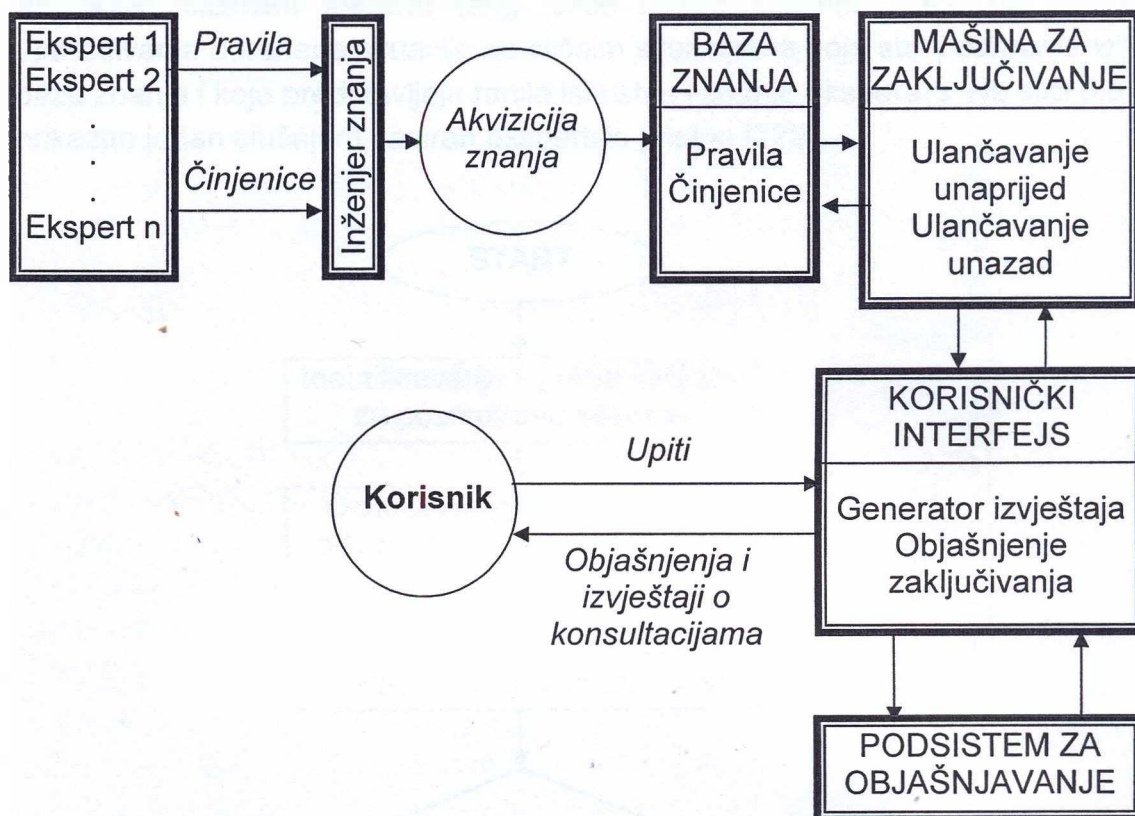 Ekspert 1
Ekspert 2
.
.
.
Ekspert n
Pravila
Činjenice
Inženjer znanja
Akvizicija
znanja
BAZA
ZNANJA
Pravila
Činjenice
MAŠINA ZA
ZAKLJUČIVANJE
Ulančavanje
unaprijed
Ulančavanje
unazad
KORISNIČKI
INTERFEJS
Generator izvještaja
Objašnjenje
zaključivanja
Korisnik
Upiti
Objašnjenja i
izvještaji o
konsultacijama
PODSISTEM ZA
OBJAŠNJAVANJE